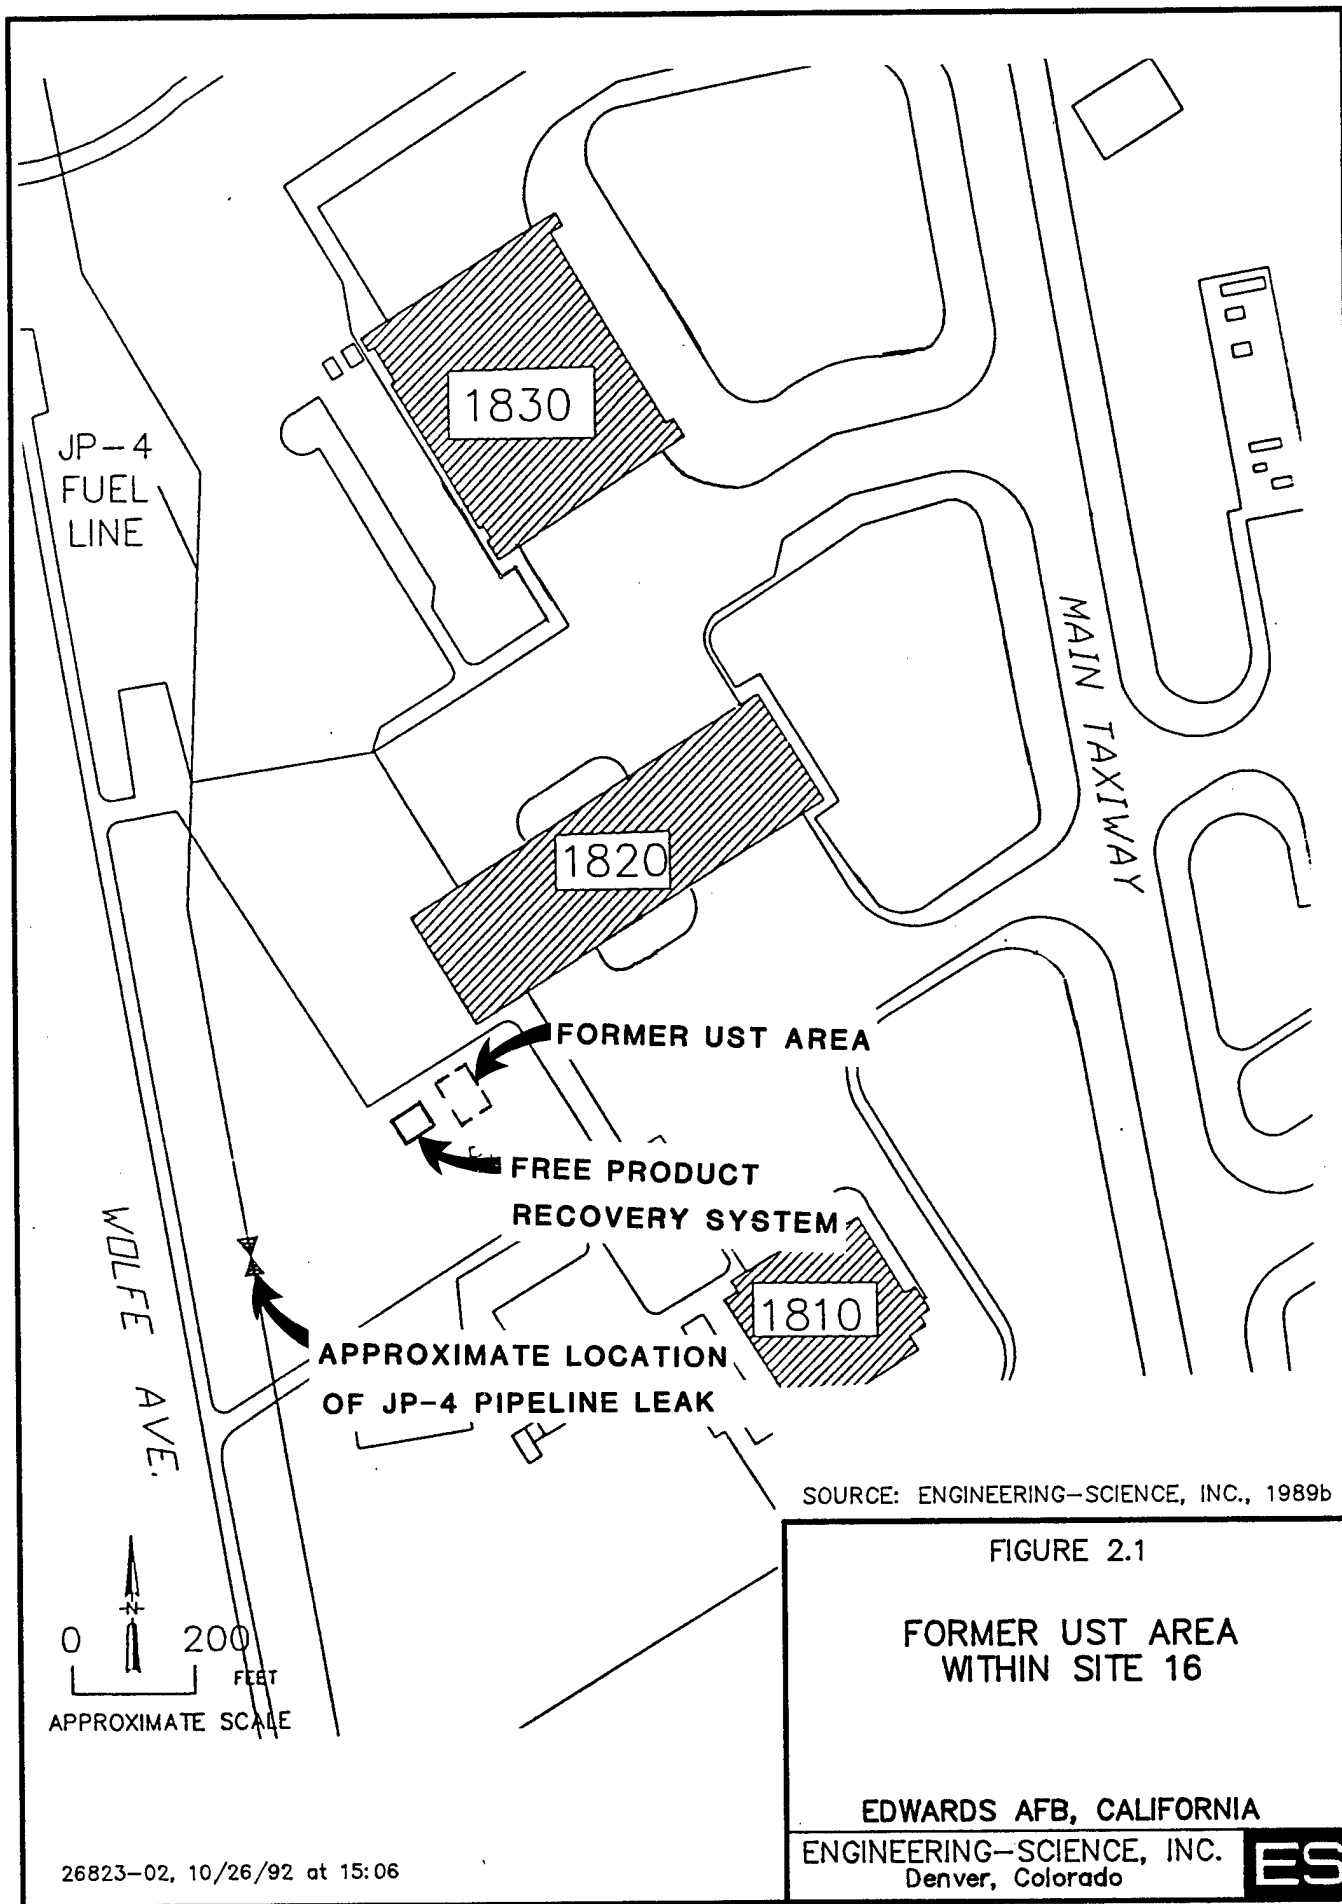 1830
JP-4
FUEL
LINE
MAIN TAXIWAY
1820
FORMER UST AREA
FREE PRODUCT
RECOVERY SYSTEM
WOLFE AVE.
1810
APPROXIMATE LOCATION
OF JP-4 PIPELINE LEAK
SOURCE: ENGINEERING-SCIENCE, INC., 1989b
N
0 200
FEET
APPROXIMATE SCALE
FIGURE 2.1
FORMER UST AREA
WITHIN SITE 16
EDWARDS AFB, CALIFORNIA
ENGINEERING-SCIENCE, INC.
Denver, Colorado
ES
26823-02, 10/26/92 at 15:06